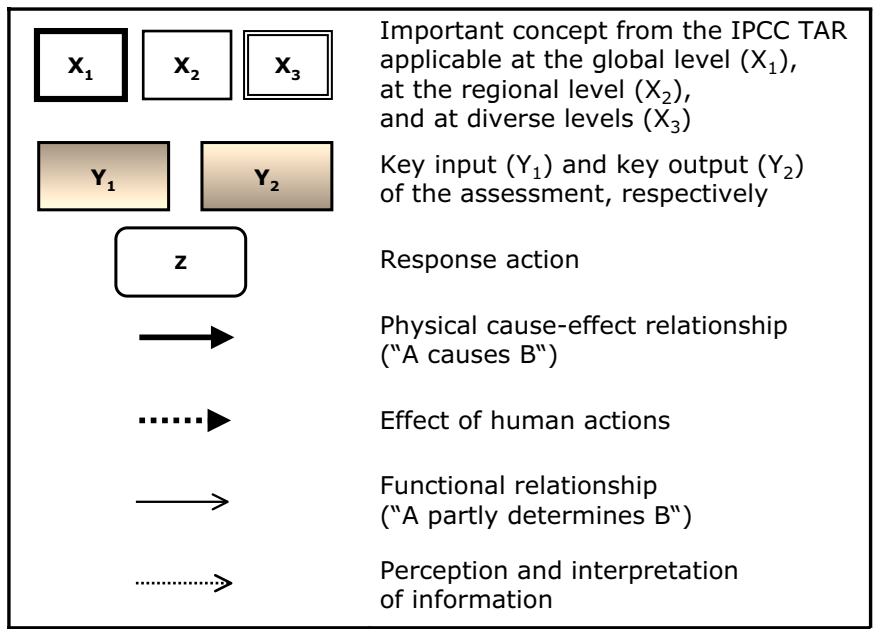 X₁ X₂ X₃
Important concept from the IPCC TAR
applicable at the global level (X₁),
at the regional level (X₂),
and at diverse levels (X₃)
Y₁ Y₂
Key input (Y₁) and key output (Y₂)
of the assessment, respectively
Z
Response action
Physical cause-effect relationship
(“A causes B“)
Effect of human actions
Functional relationship
(“A partly determines B“)
Perception and interpretation
of information